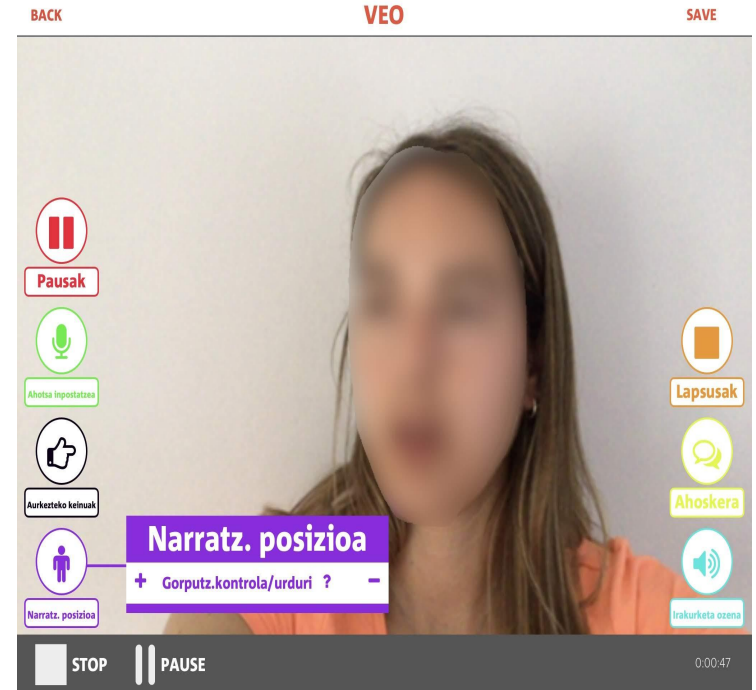 BACK VEO SAVE
Pausak
Ahotsa inpostatzea
Aurkezteko keinuak
Narratz. posizioa
Narratz. posizioa
+ Gorputz.kontrola/urduri ? −
Lapsusak
Ahoskera
Irakurketa ozena
STOP PAUSE 0:00:47